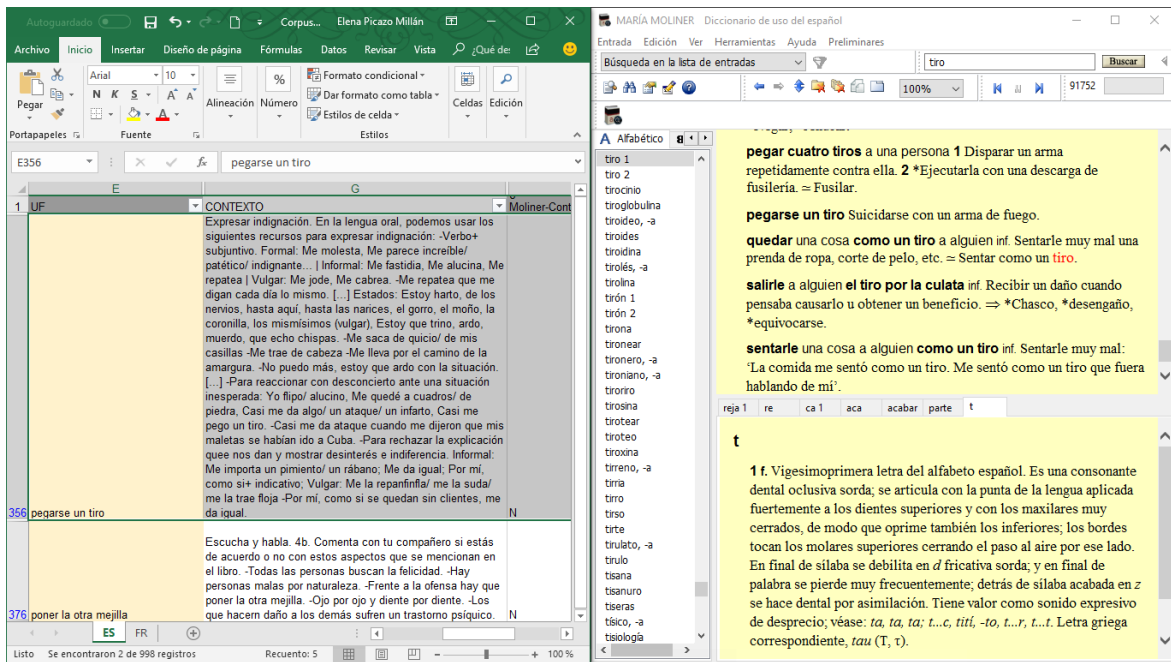 Autoguardado
Corpus... Elena Picazo Millán
Archivo Inicio Insertar Diseño de página Fórmulas Datos Revisar Vista ¿Qué de:
Pegar
Arial 10
N K S A A
Alineación Número
Formato condicional
Dar formato como tabla
Estilos de celda
Celdas Edición
Portapapeles Fuente Estilos
E356 fx pegarse un tiro
E G
1 UF CONTEXTO Moliner-Cont
Expresar indignación. En la lengua oral, podemos usar los
siguientes recursos para expresar indignación: -Verbo+
subjuntivo. Formal: Me molesta, Me parece increíble/
patético/ indignante... | Informal: Me fastidia, Me alucina, Me
repatea | Vulgar: Me jode, Me cabrea. -Me repatea que me
digan cada día lo mismo. [...] Estados: Estoy harto, de los
nervios, hasta aquí, hasta las narices, el gorro, el moño, la
coronilla, los mismísimos (vulgar), Estoy que trino, ardo,
muerdo, que echo chispas. -Me saca de quicio/ de mis
casillas -Me trae de cabeza -Me lleva por el camino de la
amargura. -No puedo más, estoy que ardo con la situación.
[...] -Para reaccionar con desconcierto ante una situación
inesperada: Yo flipo/ alucino, Me quedé a cuadros/ de
piedra, Casi me da algo/ un ataque/ un infarto, Casi me
pego un tiro. -Casi me da ataque cuando me dijeron que mis
maletas se habían ido a Cuba. -Para rechazar la explicación
quee nos dan y mostrar desinterés e indiferencia. Informal:
Me importa un pimiento/ un rábano; Me da igual; Por mí,
como si+ indicativo; Vulgar: Me la repanfinfla/ me la suda/
me la trae floja -Por mí, como si se quedan sin clientes, me
356 pegarse un tiro da igual. N
Escucha y habla. 4b. Comenta con tu compañero si estás
de acuerdo o no con estos aspectos que se mencionan en
el libro. -Todas las personas buscan la felicidad. -Hay
personas malas por naturaleza. -Frente a la ofensa hay que
poner la otra mejilla. -Ojo por ojo y diente por diente. -Los
376 poner la otra mejilla que hacern daño a los demás sufren un trastorno psíquico. N
ES FR
Listo Se encontraron 2 de 998 registros Recuento: 5 100 %
MARÍA MOLINER Diccionario de uso del español
Entrada Edición Ver Herramientas Ayuda Preliminares
Búsqueda en la lista de entradas tiro Buscar
100% 91752
A Alfabético
tiro 1
tiro 2
tirocinio
tiroglobulina
tiroideo, -a
tiroides
tiroidina
tirolés, -a
tirolina
tirón 1
tirón 2
tirona
tironear
tironero, -a
tironiano, -a
tiroriro
tirosina
tirotear
tiroteo
tiroxina
tirreno, -a
tirria
tirro
tirso
tirte
tirulato, -a
tirulo
tisana
tisanuro
tiseras
tísico, -a
tisiología
pegar cuatro tiros a una persona 1 Disparar un arma
repetidamente contra ella. 2 *Ejecutarla con una descarga de
fusilería. ≃ Fusilar.
pegarse un tiro Suicidarse con un arma de fuego.
quedar una cosa como un tiro a alguien inf. Sentarle muy mal una
prenda de ropa, corte de pelo, etc. ≃ Sentar como un tiro.
salirle a alguien el tiro por la culata inf. Recibir un daño cuando
pensaba causarlo u obtener un beneficio. ⇒ *Chasco, *desengaño,
*equivocarse.
sentarle una cosa a alguien como un tiro inf. Sentarle muy mal:
‘La comida me sentó como un tiro. Me sentó como un tiro que fuera
hablando de mí’.
reja 1 re ca 1 aca acabar parte t
t
1 f. Vigesimoprimera letra del alfabeto español. Es una consonante
dental oclusiva sorda; se articula con la punta de la lengua aplicada
fuertemente a los dientes superiores y con los maxilares muy
cerrados, de modo que oprime también los inferiores; los bordes
tocan los molares superiores cerrando el paso al aire por ese lado.
En final de sílaba se debilita en d fricativa sorda; y en final de
palabra se pierde muy frecuentemente; detrás de sílaba acabada en z
se hace dental por asimilación. Tiene valor como sonido expresivo
de desprecio; véase: ta, ta, ta; t...c, tití, -to, t...r, t...t. Letra griega
correspondiente, tau (T, τ).